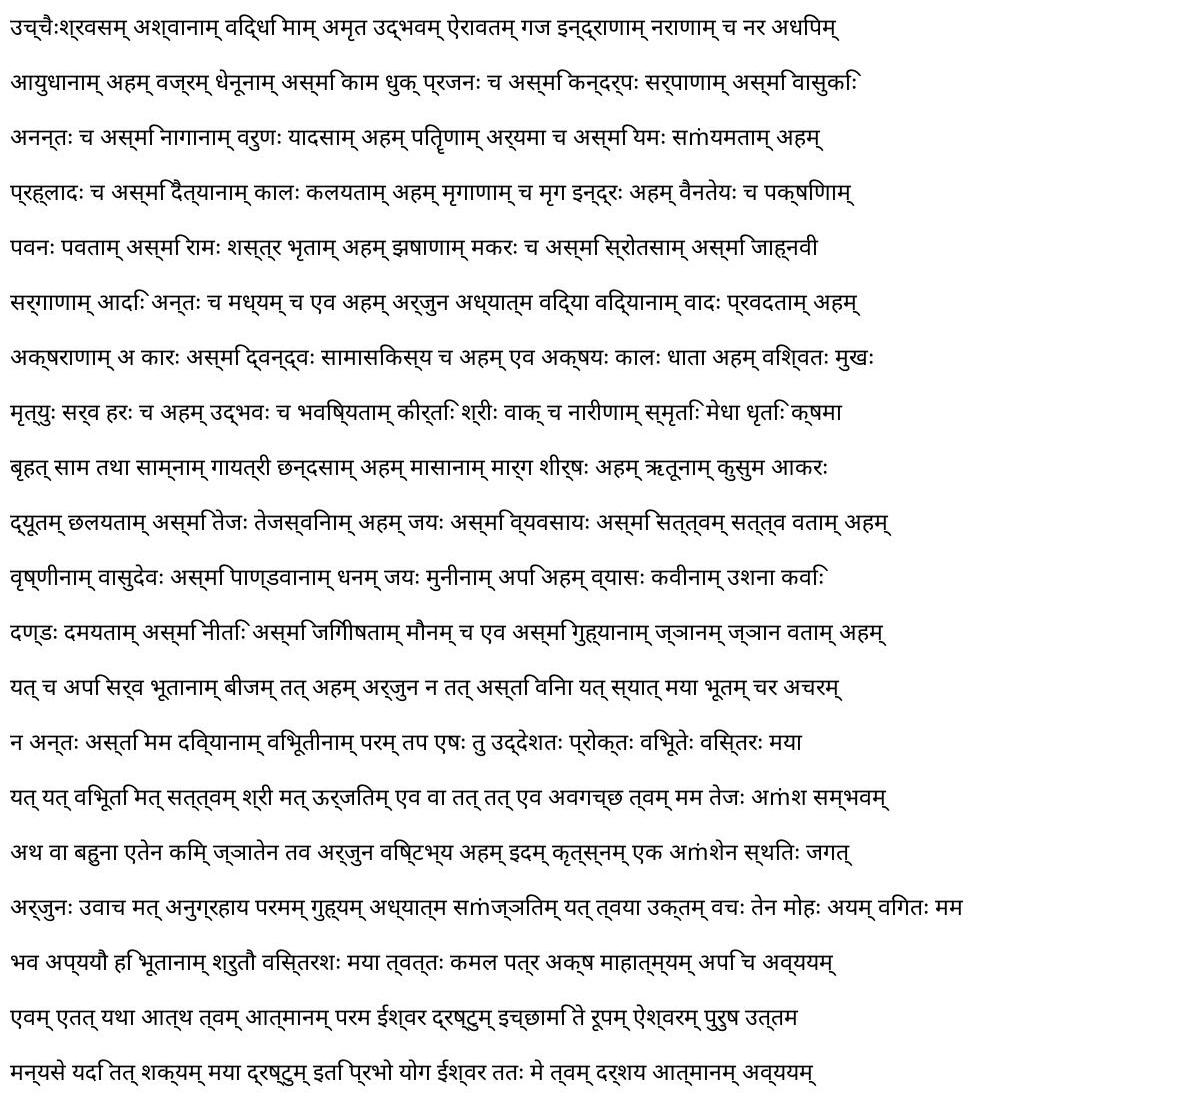 उच्चैःश्रवसम् अश्वानाम् विद्धि माम् अमृत उद्भवम् ऐरावतम् गज इन्द्राणाम् नराणाम् च नर अधिपम्
आयुधानाम् अहम् वज्रम् धेनूनाम् अस्मि काम धुक् प्रजनः च अस्मि कन्दर्पः सर्पाणाम् अस्मि वासुकिः
अनन्तः च अस्मि नागानाम् वरुणः यादसाम् अहम् पितॄणाम् अर्यमा च अस्मि यमः सṁयमताम् अहम्
प्रह्लादः च अस्मि दैत्यानाम् कालः कलयताम् अहम् मृगाणाम् च मृग इन्द्रः अहम् वैनतेयः च पक्षिणाम्
पवनः पवताम् अस्मि रामः शस्त्र भृताम् अहम् झषाणाम् मकरः च अस्मि स्रोतसाम् अस्मि जाह्नवी
सर्गाणाम् आदिः अन्तः च मध्यम् च एव अहम् अर्जुन अध्यात्म विद्या विद्यानाम् वादः प्रवदताम् अहम्
अक्षराणाम् अ कारः अस्मि द्वन्द्वः सामासिकस्य च अहम् एव अक्षयः कालः धाता अहम् विश्वतः मुखः
मृत्युः सर्व हरः च अहम् उद्भवः च भविष्यताम् कीर्तिः श्रीः वाक् च नारीणाम् स्मृतिः मेधा धृतिः क्षमा
बृहत् साम तथा साम्नाम् गायत्री छन्दसाम् अहम् मासानाम् मार्ग शीर्षः अहम् ऋतूनाम् कुसुम आकरः
द्यूतम् छलयताम् अस्मि तेजः तेजस्विनाम् अहम् जयः अस्मि व्यवसायः अस्मि सत्त्वम् सत्त्व वताम् अहम्
वृष्णीनाम् वासुदेवः अस्मि पाण्डवानाम् धनम् जयः मुनीनाम् अपि अहम् व्यासः कवीनाम् उशना कविः
दण्डः दमयताम् अस्मि नीतिः अस्मि जिगीषताम् मौनम् च एव अस्मि गुह्यानाम् ज्ञानम् ज्ञान वताम् अहम्
यत् च अपि सर्व भूतानाम् बीजम् तत् अहम् अर्जुन न तत् अस्ति विना यत् स्यात् मया भूतम् चर अचरम्
न अन्तः अस्ति मम दिव्यानाम् विभूतीनाम् परम् तप एषः तु उद्देशतः प्रोक्तः विभूतेः विस्तरः मया
यत् यत् विभूति मत् सत्त्वम् श्री मत् ऊर्जितम् एव वा तत् तत् एव अवगच्छ त्वम् मम तेजः अṁश सम्भवम्
अथ वा बहुना एतेन किम् ज्ञातेन तव अर्जुन विष्टिभ्य अहम् इदम् कृत्स्नम् एक अṁशेन स्थितः जगत्
अर्जुनः उवाच मत् अनुग्रहाय परमम् गुह्यम् अध्यात्म सṁज्ञितम् यत् त्वया उक्तम् वचः तेन मोहः अयम् विगतः मम
भव अप्ययौ हि भूतानाम् श्रुतौ विस्तरशः मया त्वत्तः कमल पत्र अक्ष माहात्म्यम् अपि च अव्ययम्
एवम् एतत् यथा आत्थ त्वम् आत्मानम् परम ईश्वर द्रष्टुम् इच्छामि ते रूपम् ऐश्वरम् पुरुष उत्तम
मन्यसे यदि तत् शक्यम् मया द्रष्टुम् इति प्रभो योग ईश्वर ततः मे त्वम् दर्शय आत्मानम् अव्ययम्